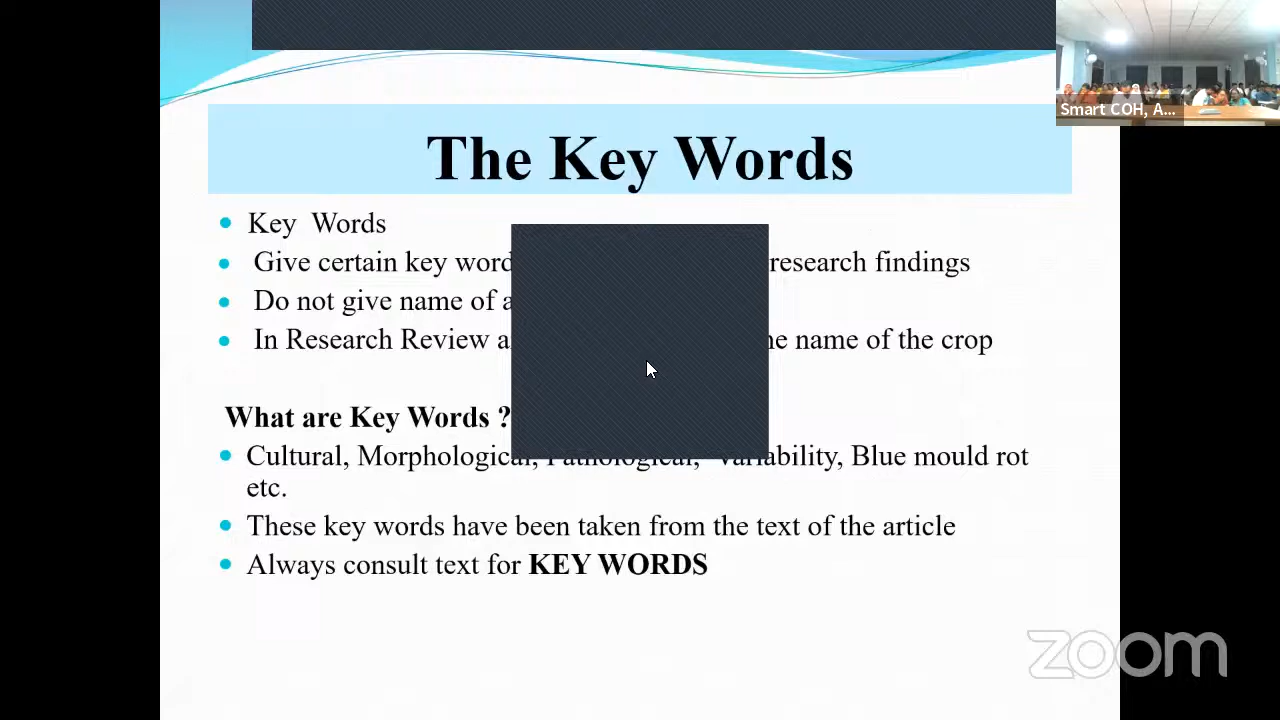 Smart COH, A...
The Key Words
Key Words
Give certain key word research findings
Do not give name of a
In Research Review a he name of the crop
What are Key Words ?
Cultural, Morphological, Pathological, Variability, Blue mould rot
etc.
These key words have been taken from the text of the article
Always consult text for KEY WORDS
zoom